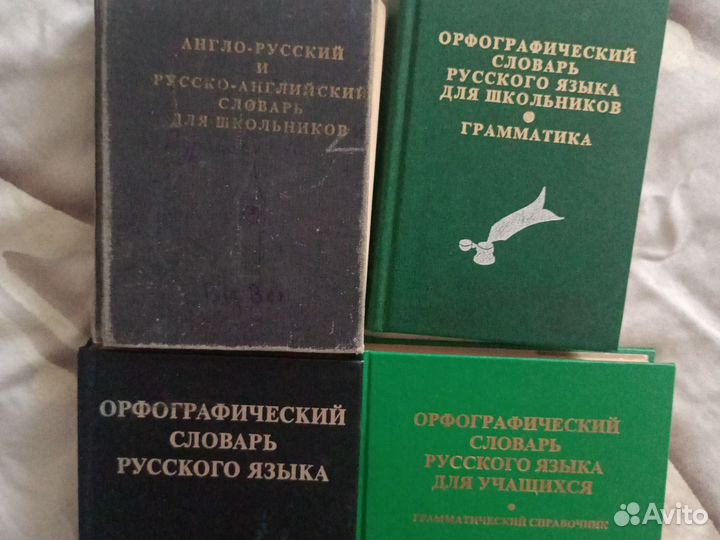 АНГЛО-РУССКИЙ
И
РУССКО-АНГЛИЙСКИЙ
СЛОВАРЬ
ДЛЯ ШКОЛЬНИКОВ
ОРФОГРАФИЧЕСКИЙ
СЛОВАРЬ
РУССКОГО ЯЗЫКА
ДЛЯ ШКОЛЬНИКОВ
ГРАММАТИКА
ОРФОГРАФИЧЕСКИЙ
СЛОВАРЬ
РУССКОГО ЯЗЫКА
ОРФОГРАФИЧЕСКИЙ
СЛОВАРЬ
РУССКОГО ЯЗЫКА
ДЛЯ УЧАЩИХСЯ
ГРАММАТИЧЕСКИЙ СПРАВОЧНИК
Avito